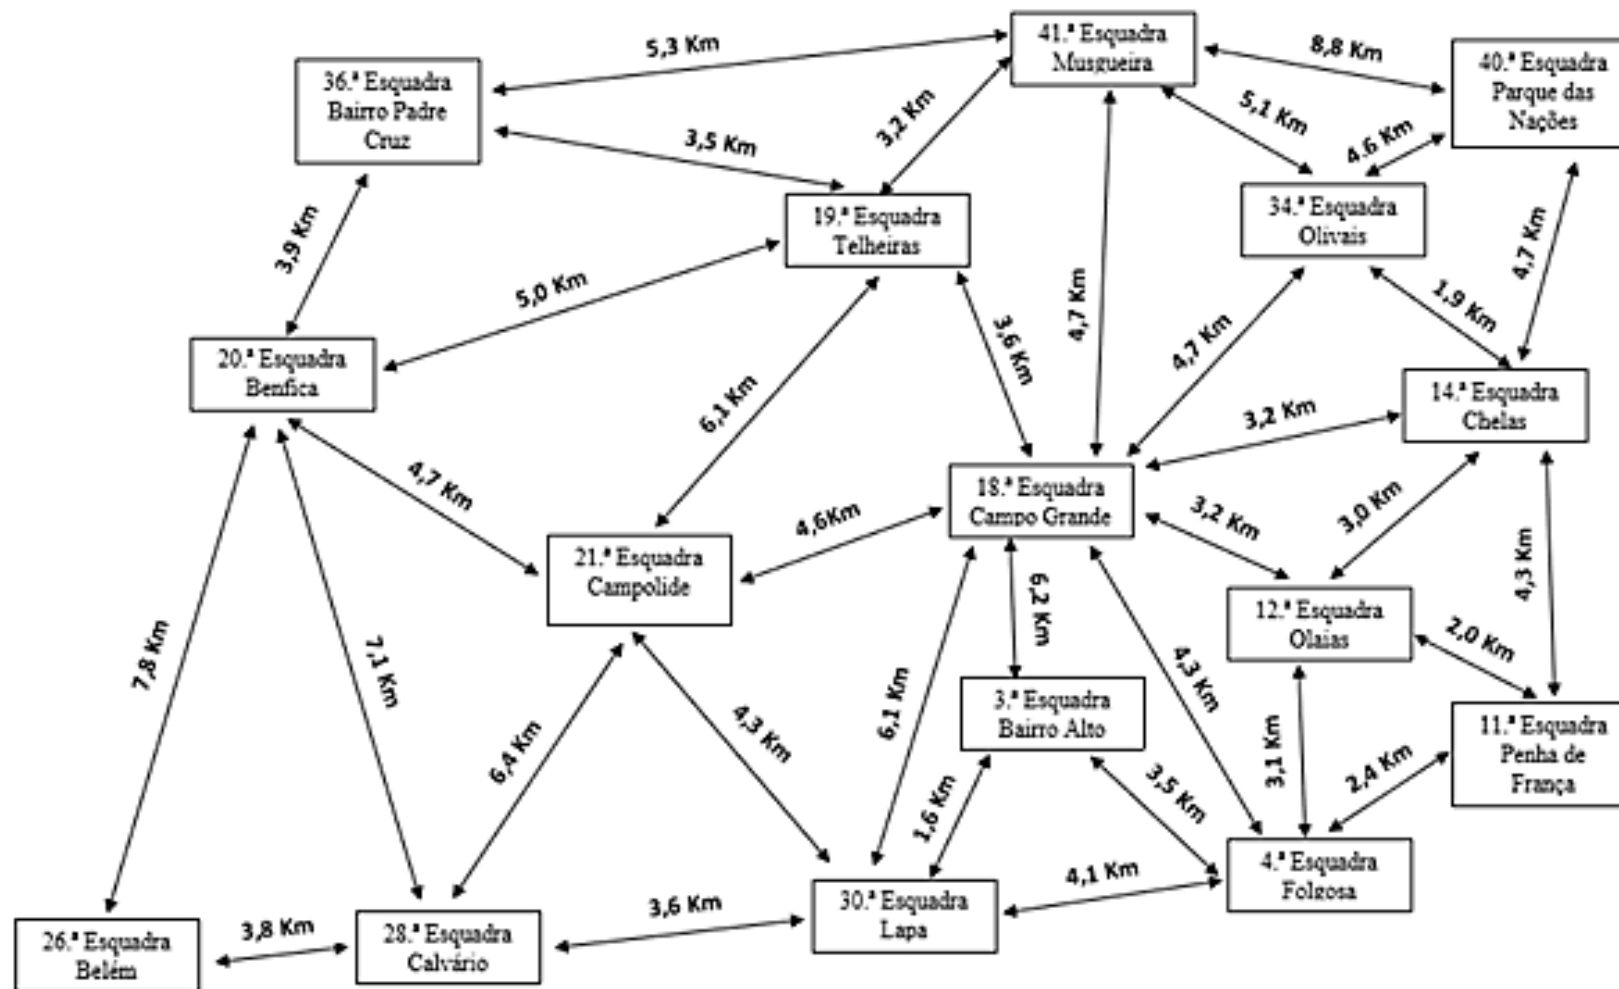 41.ª Esquadra
Musgueira
5,3 Km
8,8 Km
40.ª Esquadra
Parque das
Nações
36.ª Esquadra
Bairro Padre
Cruz
3,2 Km
5,1 Km
4.6 Km
3,5 Km
19.ª Esquadra
Telheiras
34.ª Esquadra
Olivais
3,9 Km
5,0 Km
4,7 Km
4,7 Km
1,9 Km
3,6 Km
4,7 Km
20.ª Esquadra
Benfica
6,1 Km
3,2 Km
14.ª Esquadra
Chelas
4,7 Km
18.ª Esquadra
Campo Grande
4,6Km
3,2 Km
3,0 Km
4,3 Km
21.ª Esquadra
Campolide
6,2 Km
12.ª Esquadra
Olaias
2,0 Km
7,8 Km
7,1 Km
4,3 Km
6,1 Km
4,3 Km
3.ª Esquadra
Bairro Alto
11.ª Esquadra
Penha de
França
6,4 Km
1,6 Km
3,5 Km
3,1 Km
2,4 Km
4,1 Km
4.ª Esquadra
Folgosa
3,6 Km
30.ª Esquadra
Lapa
26.ª Esquadra
Belém
3,8 Km
28.ª Esquadra
Calvário